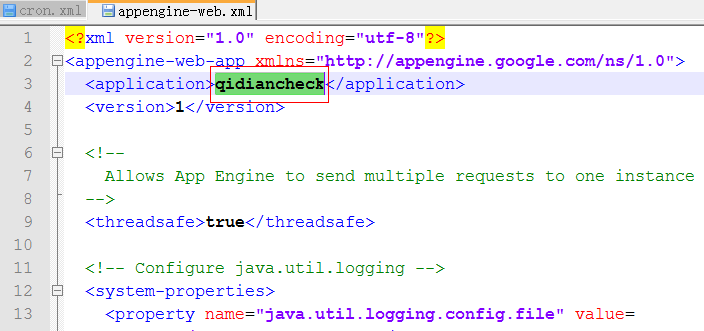 cron.xml appengine-web.xml
1 <?xml version="1.0" encoding="utf-8"?>
2 <appengine-web-app xmlns="http://appengine.google.com/ns/1.0">
3 <application>qidiancheck</application>
4 <version>1</version>
5
6 <!--
7 Allows App Engine to send multiple requests to one instance
8 -->
9 <threadsafe>true</threadsafe>
10
11 <!-- Configure java.util.logging -->
12 <system-properties>
13 <property name="java.util.logging.config.file" value=